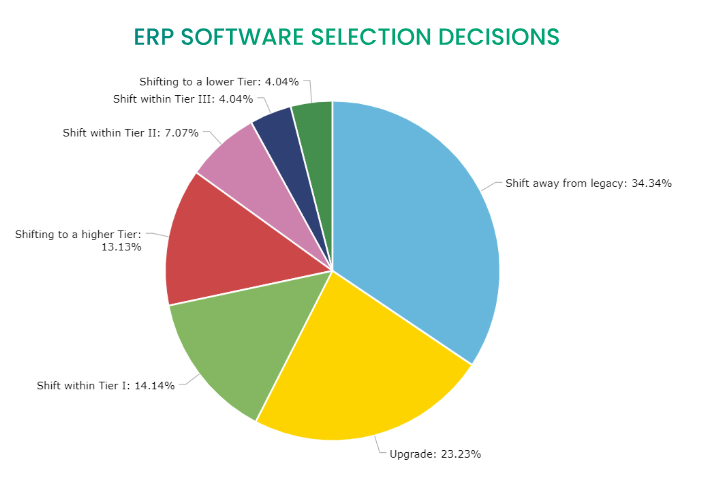 ERP SOFTWARE SELECTION DECISIONS
Shifting to a lower Tier: 4.04%
Shift within Tier III: 4.04%
Shift within Tier II: 7.07%
Shift away from legacy: 34.34%
Shifting to a higher Tier:
13.13%
Shift within Tier I: 14.14%
Upgrade: 23.23%